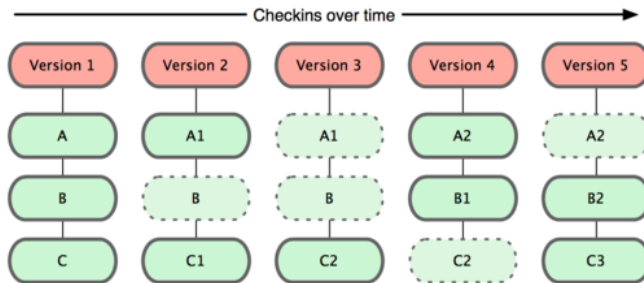 Checkins over time
Version 1 Version 2 Version 3 Version 4 Version 5
A A1 A1 A2 A2
B B B B1 B2
C C1 C2 C2 C3